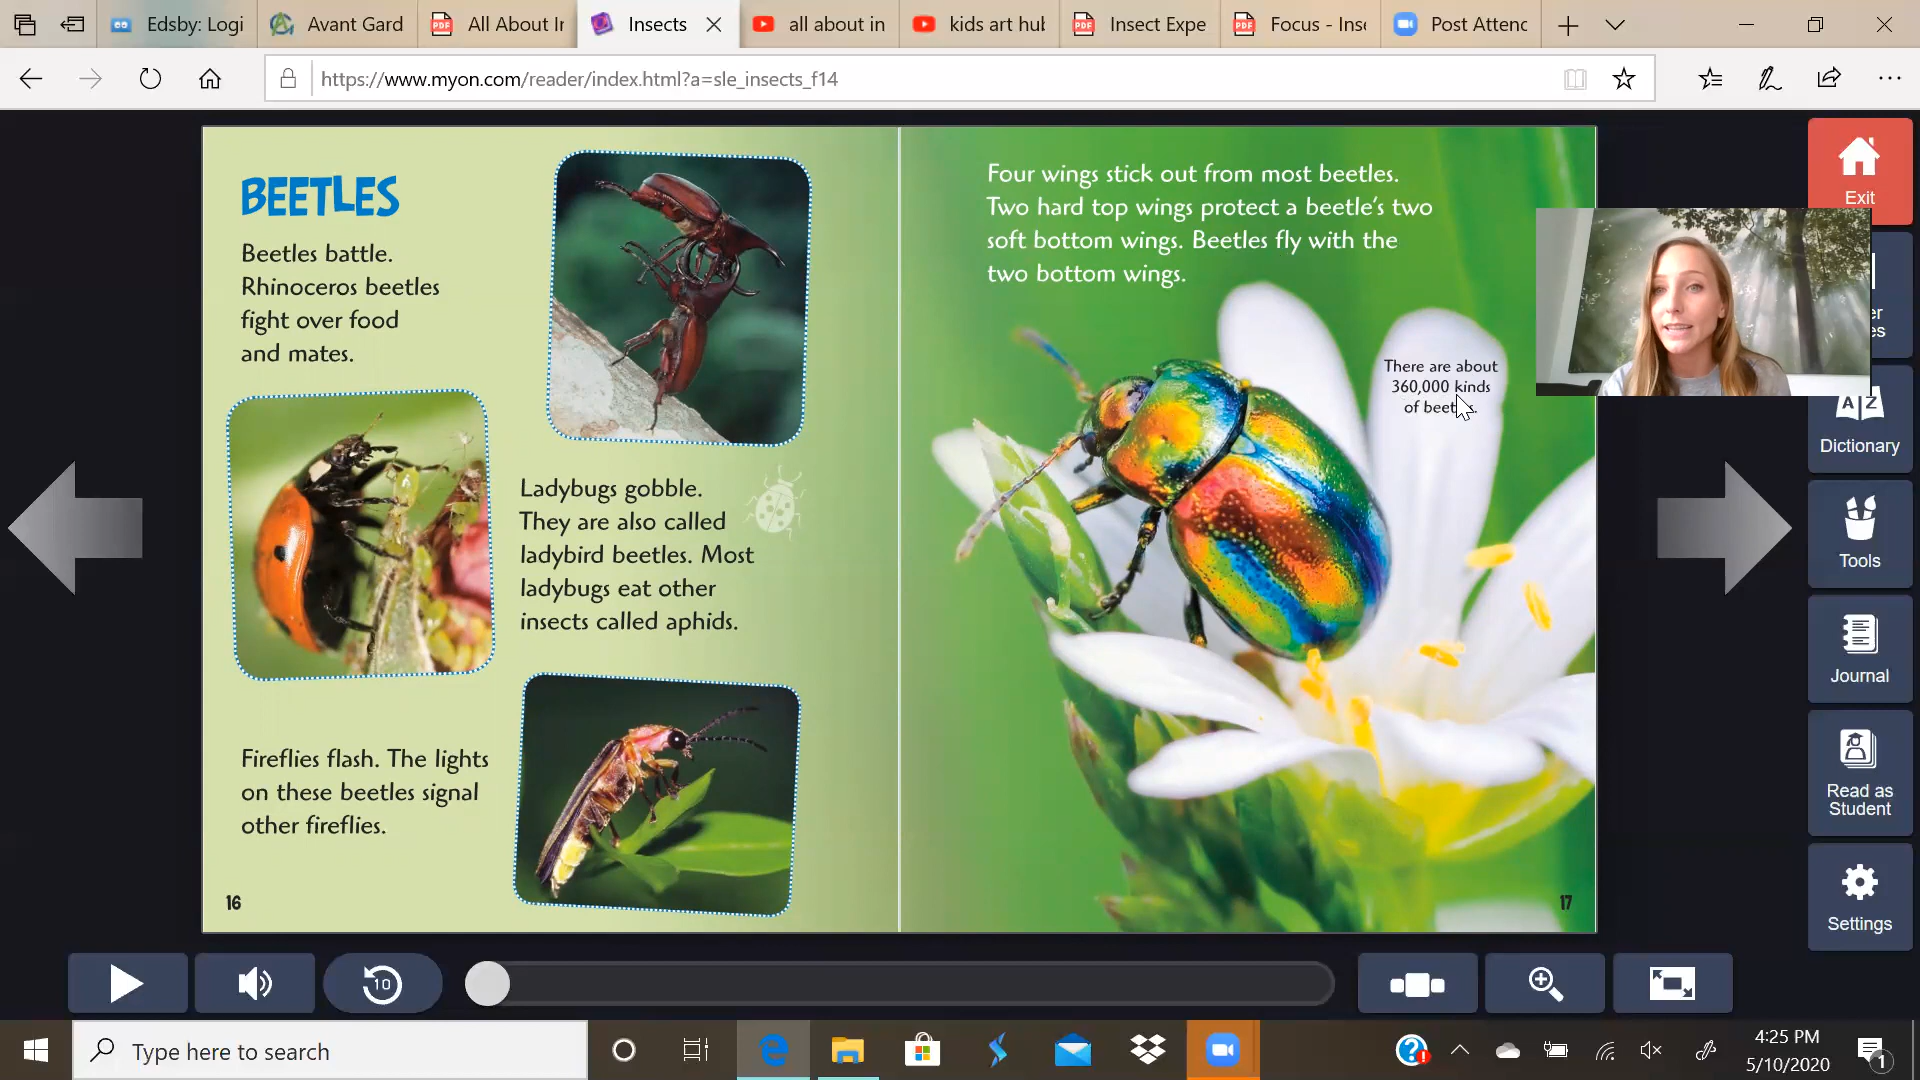 Edsby: Logi
Avant Gard
All About Ir
Insects
all about in
kids art hub
Insect Expe
Focus - Inse
Post Attenc
https://www.myon.com/reader/index.html?a=sle_insects_f14
BEETLES
Beetles battle.
Rhinoceros beetles
fight over food
and mates.
Ladybugs gobble.
They are also called
ladybird beetles. Most
ladybugs eat other
insects called aphids.
Fireflies flash. The lights
on these beetles signal
other fireflies.
16
Four wings stick out from most beetles.
Two hard top wings protect a beetle's two
soft bottom wings. Beetles fly with the
two bottom wings.
There are about
360,000 kinds
of
17
Exit
A|Z
Dictionary
Tools
Journal
Read as
Student
Settings
10
Type here to search
4:25 PM
5/10/2020
1